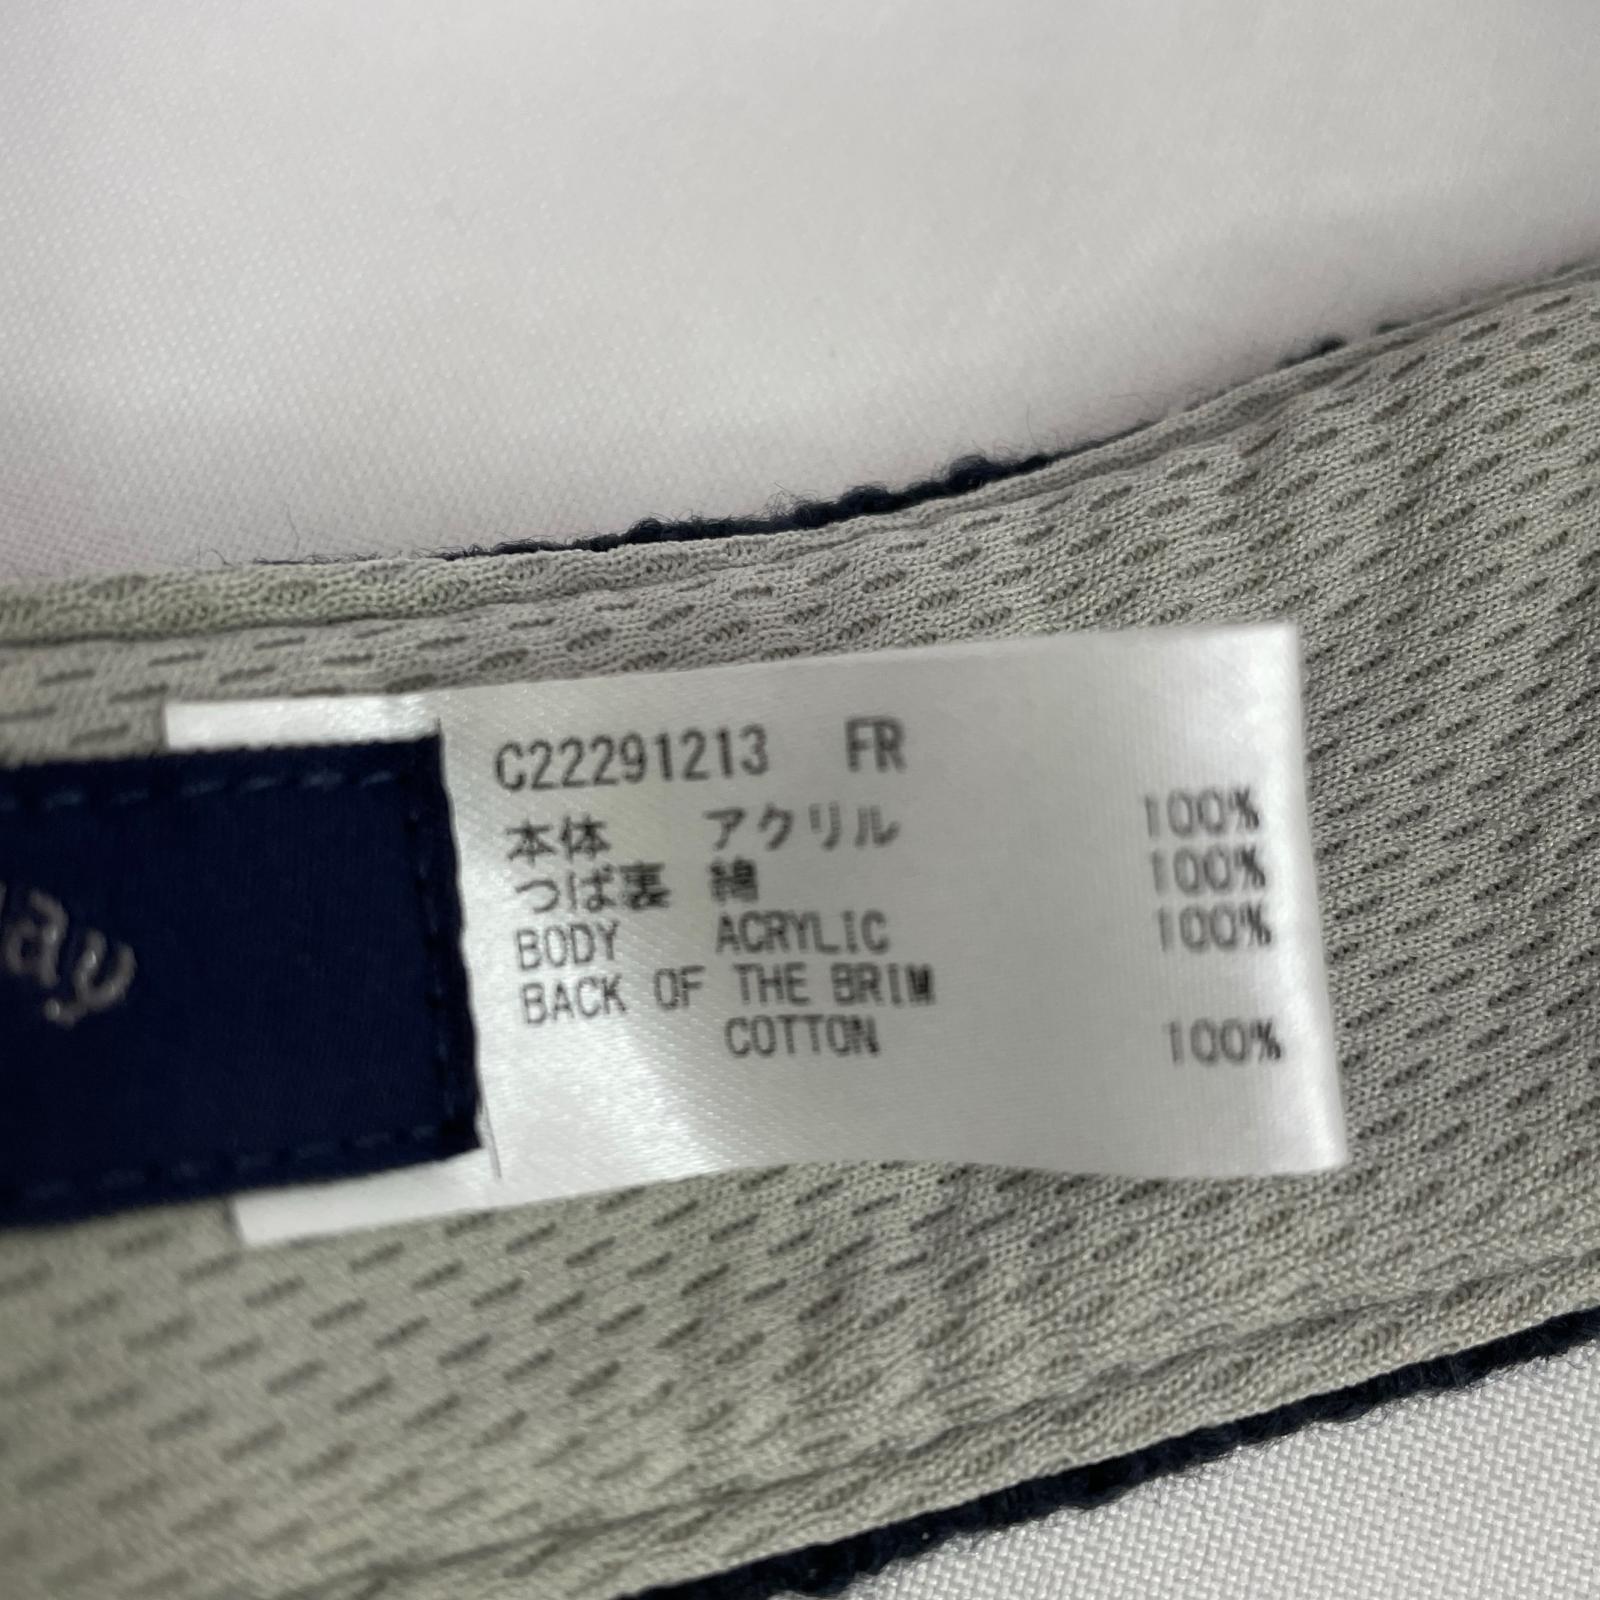 C22291213 FR
本体 アクリル 100%
つば裏 綿 100%
BODY ACRYLIC 100%
BACK OF THE BRIM
COTTON 100%